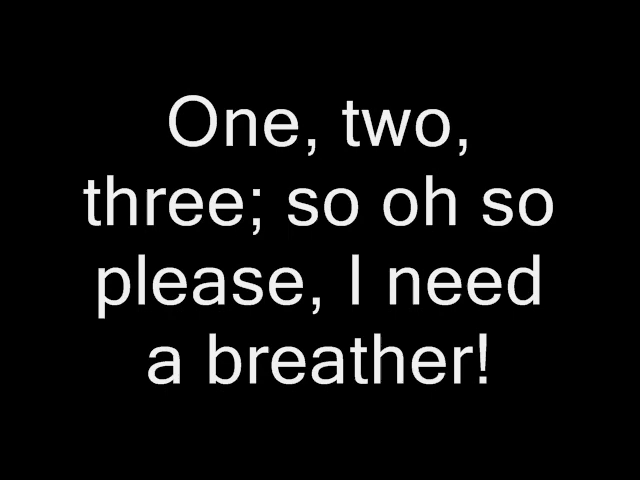 One, two,
three; so oh so
please, I need
a breather!